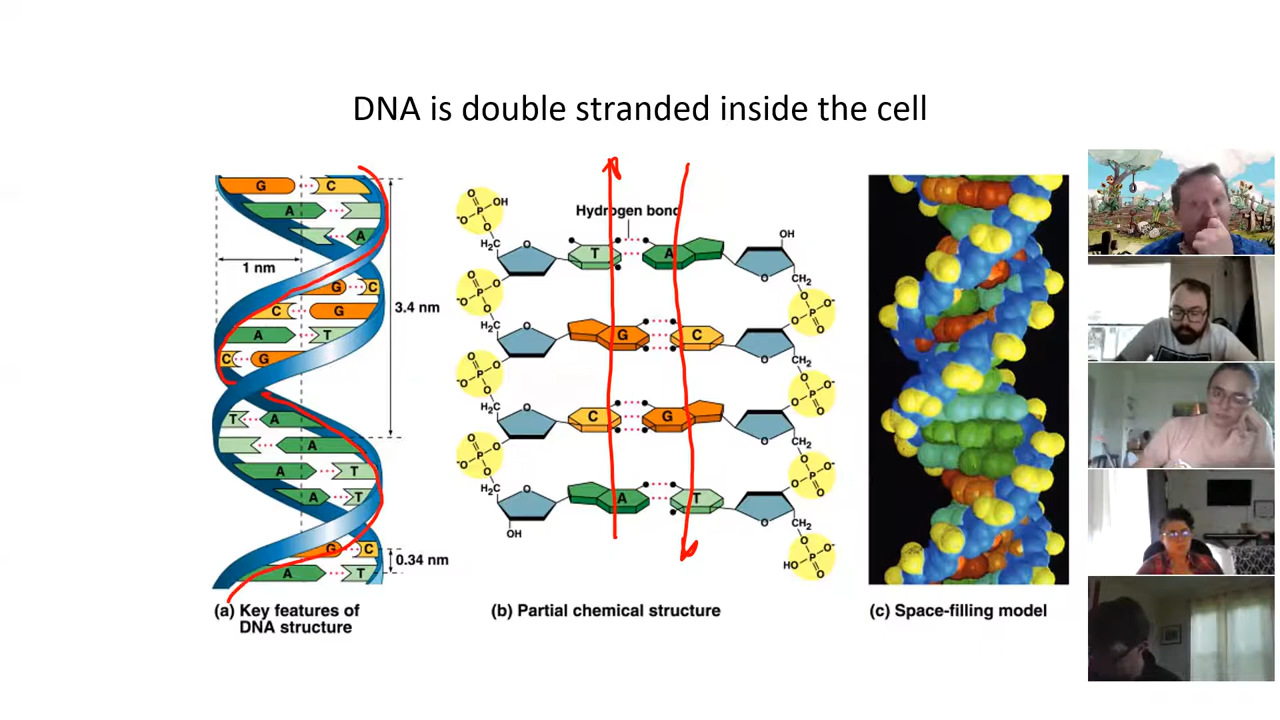 DNA is double stranded inside the cell
G C
A
A
1 nm
G C
C G
A T
C G
3.4 nm
T A
A
A T
A T
G C
0.34 nm
A T
(a) Key features of
DNA structure
O
-O P OH
O
H2C O
Hydrogen bond
T A
OH
O
CH2
O
-O P O
O
O
O P O-
O
H2C O
G C
O
CH2
O
-O P O
O
O
O P O-
O
H2C O
C G
O
CH2
O
-O P O
O
O
O P O-
O
H2C O
A T
O
CH2
OH
O
HO P O-
O
(b) Partial chemical structure
(c) Space-filling model